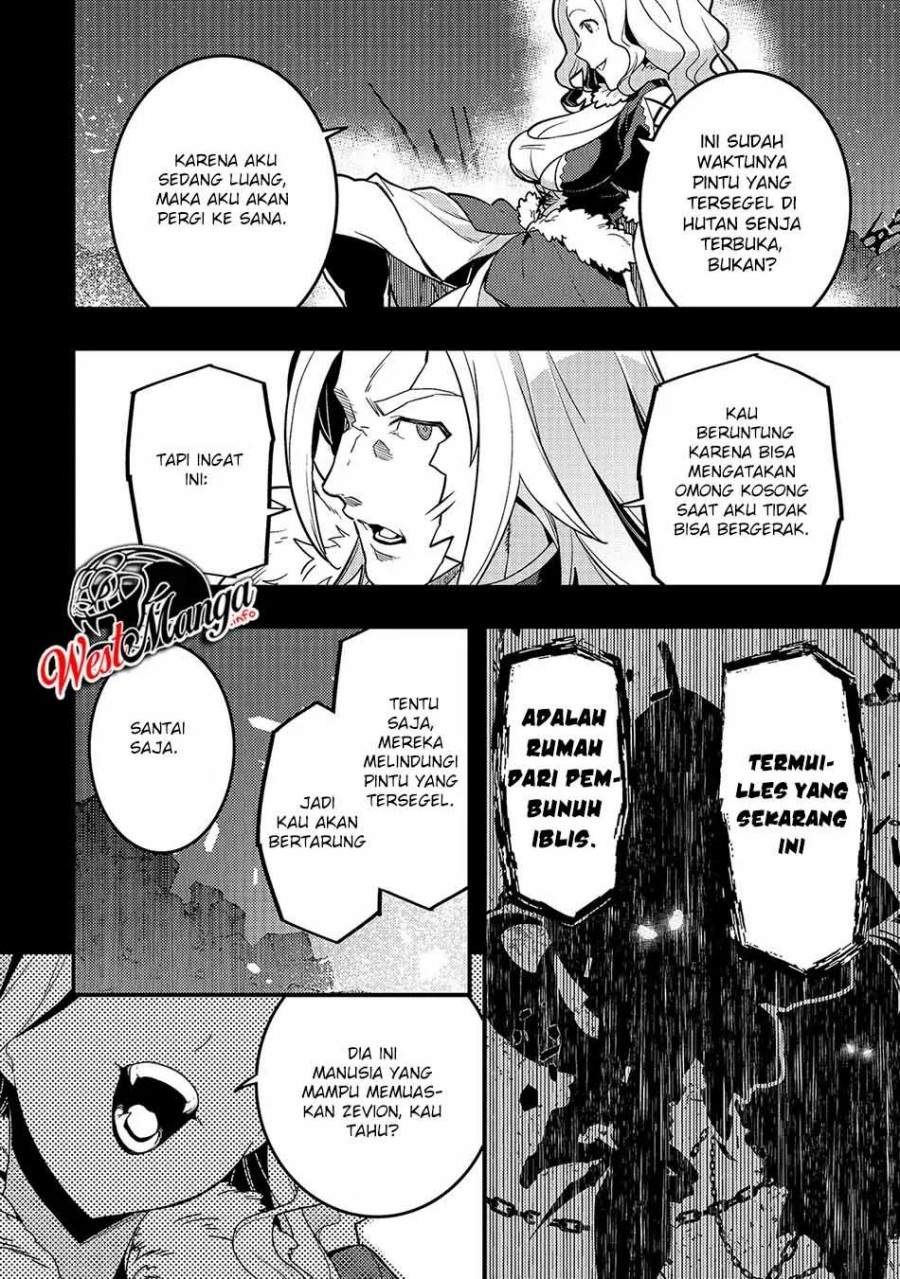 INI SUDAH
WAKTUNYA
PINTU YANG
TERSEGEL DI
HUTAN SENJA
TERBUKA,
BUKAN?
KARENA AKU
SEDANG LUANG,
MAKA AKU AKAN
PERGI KE SANA.
KAU
BERUNTUNG
KARENA BISA
MENGATAKAN
OMONG KOSONG
SAAT AKU TIDAK
BISA BERGERAK.
TAPI INGAT
INI:
TERMUI-
LLES YANG
SEKARANG
INI
ADALAH
RUMAH
DARI PEM-
BUNUH
IBLIS.
TENTU
SAJA,
MEREKA
MELINDUNGI
PINTU YANG
TERSEGEL.
JADI
KAU AKAN
BERTARUNG
SANTAI
SAJA.
DIA INI
MANUSIA YANG
MAMPU MEMUAS-
KAN ZEVION, KAU
TAHU?
WestManga
.info